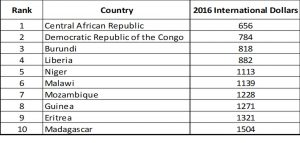 Rank Country 2016 International Dollars
1 Central African Republic 656
2 Democratic Republic of the Congo 784
3 Burundi 818
4 Liberia 882
5 Niger 1113
6 Malawi 1139
7 Mozambique 1228
8 Guinea 1271
9 Eritrea 1321
10 Madagascar 1504